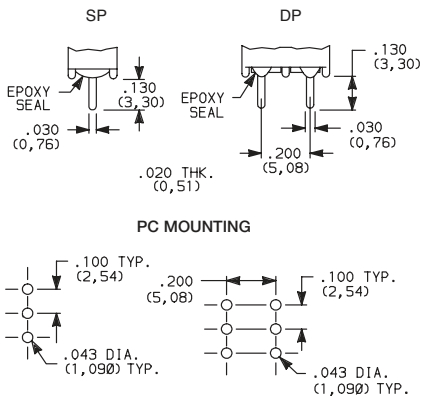 SP
DP
.130
(3,30)
EPOXY
SEAL
.030
(0,76)
.130
(3,30)
EPOXY
SEAL
.030
(0,76)
.200
(5,08)
.020 THK.
(0,51)
PC MOUNTING
.100 TYP.
(2,54)
.043 DIA.
(1,090) TYP.
.200
(5,08)
.100 TYP.
(2,54)
.043 DIA.
(1,090) TYP.